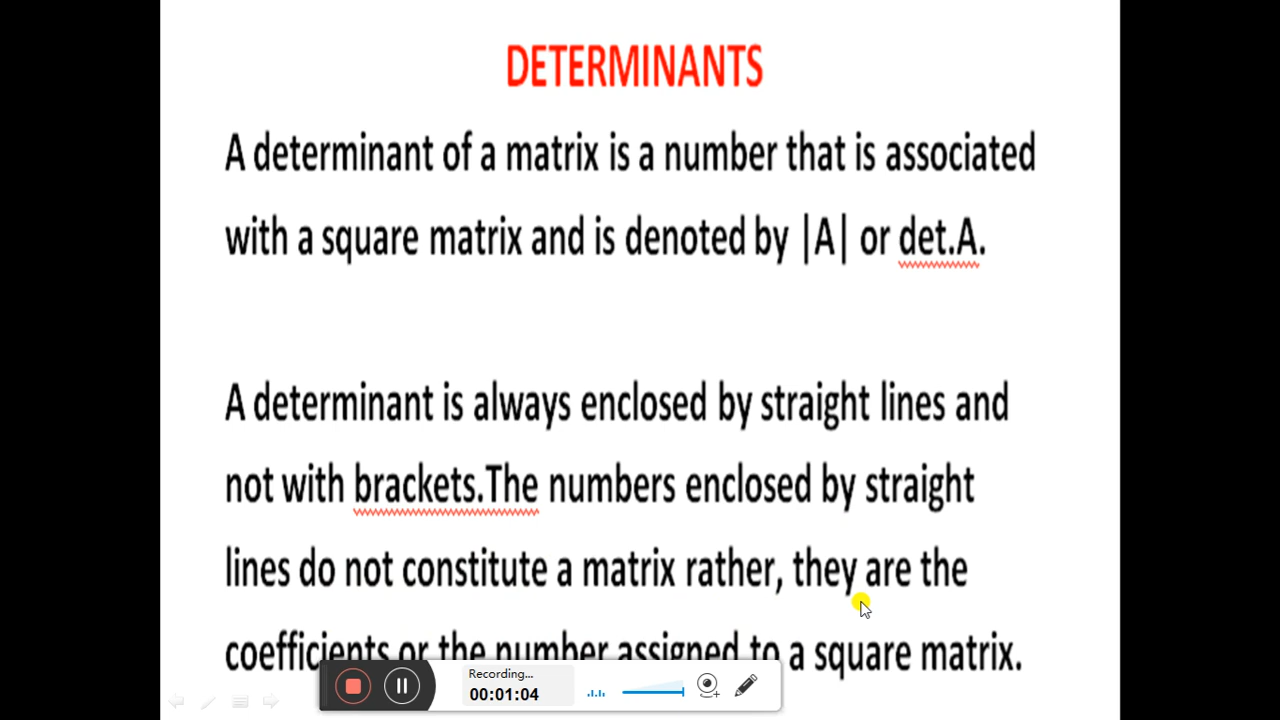 DETERMINANTS
A determinant of a matrix is a number that is associated
with a square matrix and is denoted by |A| or det.A.
A determinant is always enclosed by straight lines and
not with brackets.The numbers enclosed by straight
lines do not constitute a matrix rather, they are the
coefficients or the number assigned to a square matrix.
Recording...
00:01:04